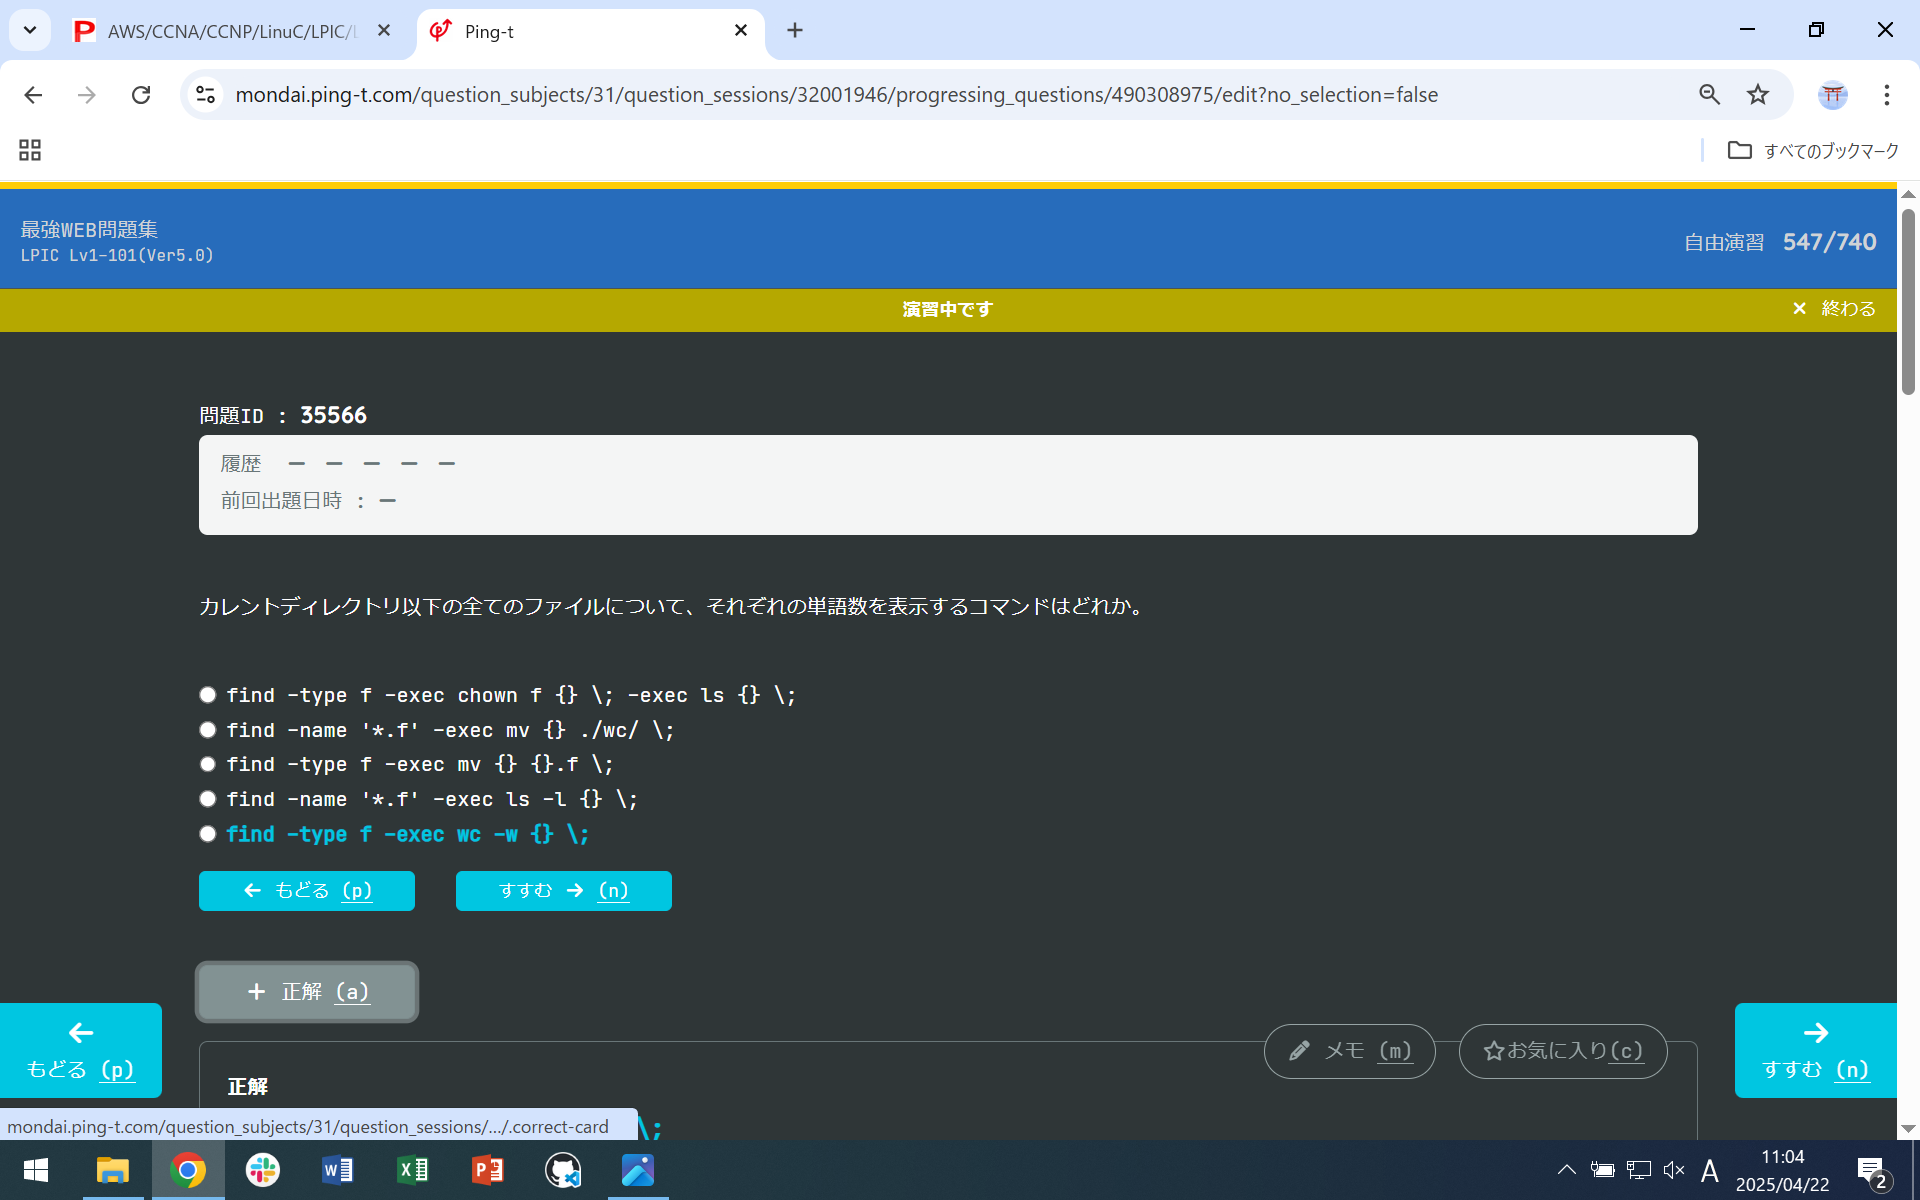 AWS/CCNA/CCNP/LinuC/LPIC/
Ping-t
mondai.ping-t.com/question_subjects/31/question_sessions/32001946/progressing_questions/490308975/edit?no_selection=false
すべてのブックマーク
最強WEB問題集
LPIC Lv1-101(Ver5.0)
自由演習 547/740
演習中です
× 終わる
問題ID : 35566
履歴 － － － － －
前回出題日時 : －
カレントディレクトリ以下の全てのファイルについて、それぞれの単語数を表示するコマンドはどれか。
find -type f -exec chown f {} \; -exec ls {} \;
find -name '*.f' -exec mv {} ./wc/ \;
find -type f -exec mv {} {}.f \;
find -name '*.f' -exec ls -l {} \;
find -type f -exec wc -w {} \;
← もどる (p)
すすむ → (n)
+ 正解 (a)
←
もどる (p)
メモ (m)
お気に入り(c)
→
すすむ (n)
正解
\;
mondai.ping-t.com/question_subjects/31/question_sessions/.../.correct-card
A
11:04
2025/04/22
2